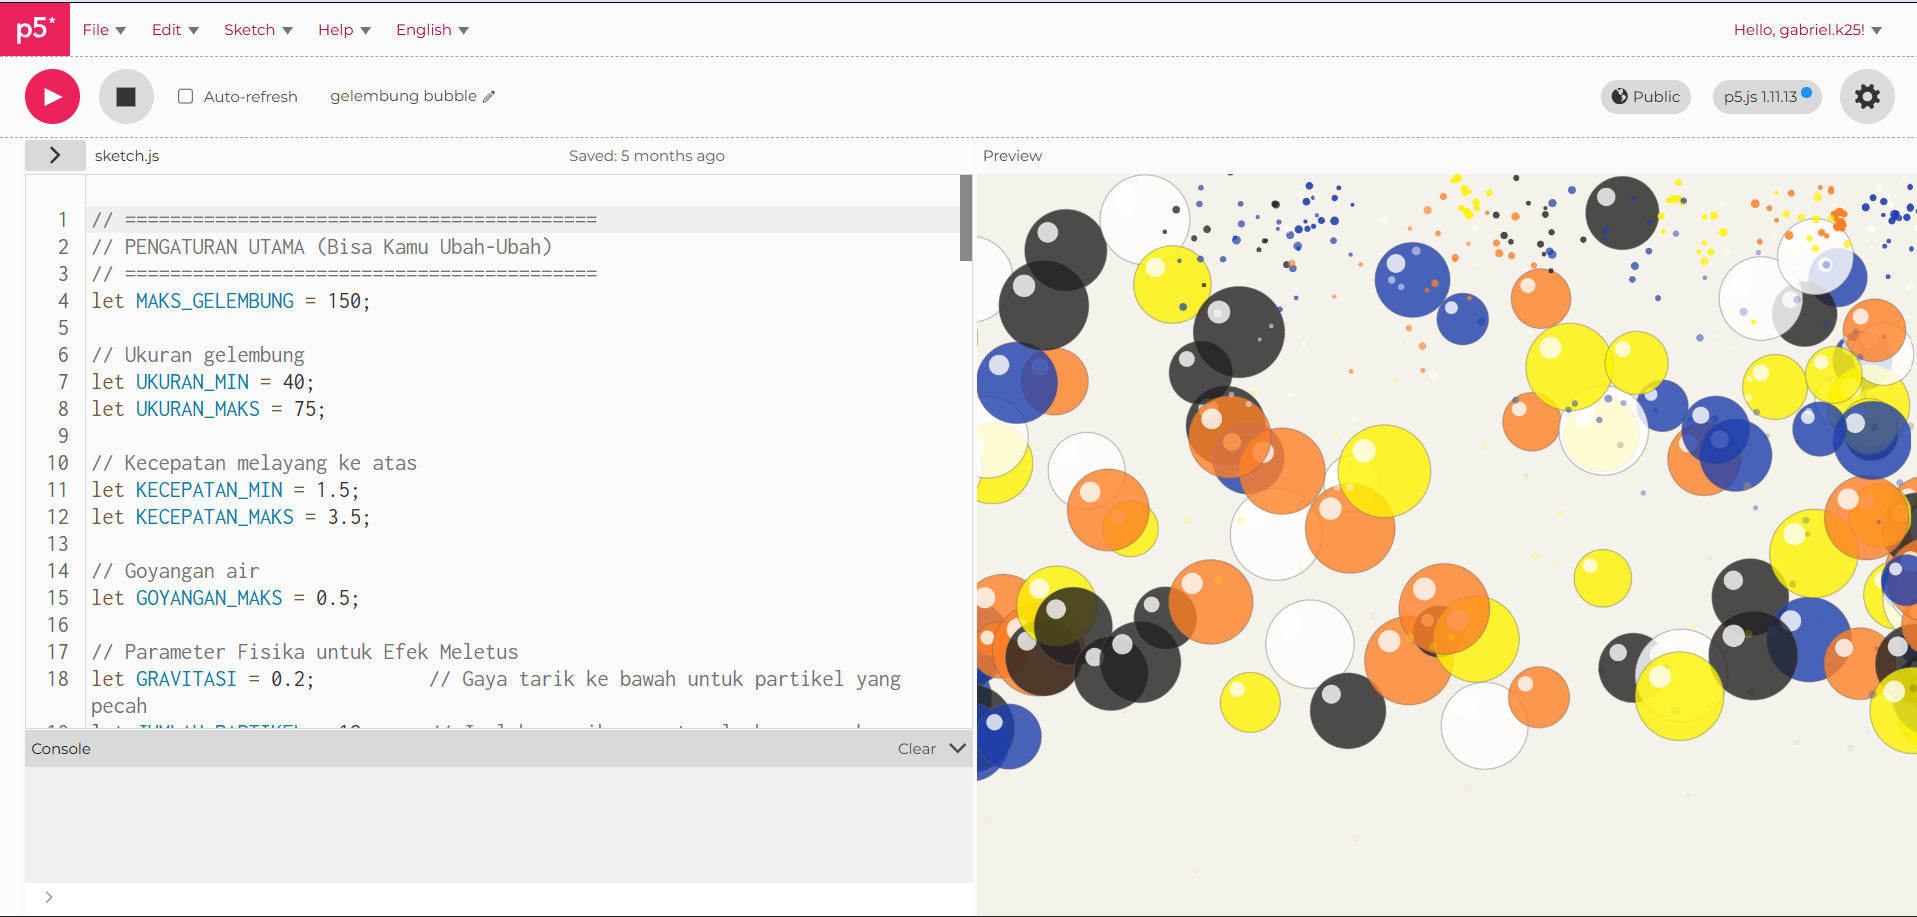 p5*
File
Edit
Sketch
Help
English
Hello, gabriel.k25!
Auto-refresh
gelembung bubble
Public
p5.js 1.11.13
sketch.js
Saved: 5 months ago
Preview
1 // ==========================================
2 // PENGATURAN UTAMA (Bisa Kamu Ubah-Ubah)
3 // ==========================================
4 let MAKS_GELEMBUNG = 150;
5
6 // Ukuran gelembung
7 let UKURAN_MIN = 40;
8 let UKURAN_MAKS = 75;
9
10 // Kecepatan melayang ke atas
11 let KECEPATAN_MIN = 1.5;
12 let KECEPATAN_MAKS = 3.5;
13
14 // Goyangan air
15 let GOYANGAN_MAKS = 0.5;
16
17 // Parameter Fisika untuk Efek Meletus
18 let GRAVITASI = 0.2; // Gaya tarik ke bawah untuk partikel yang
pecah
Console
Clear
>